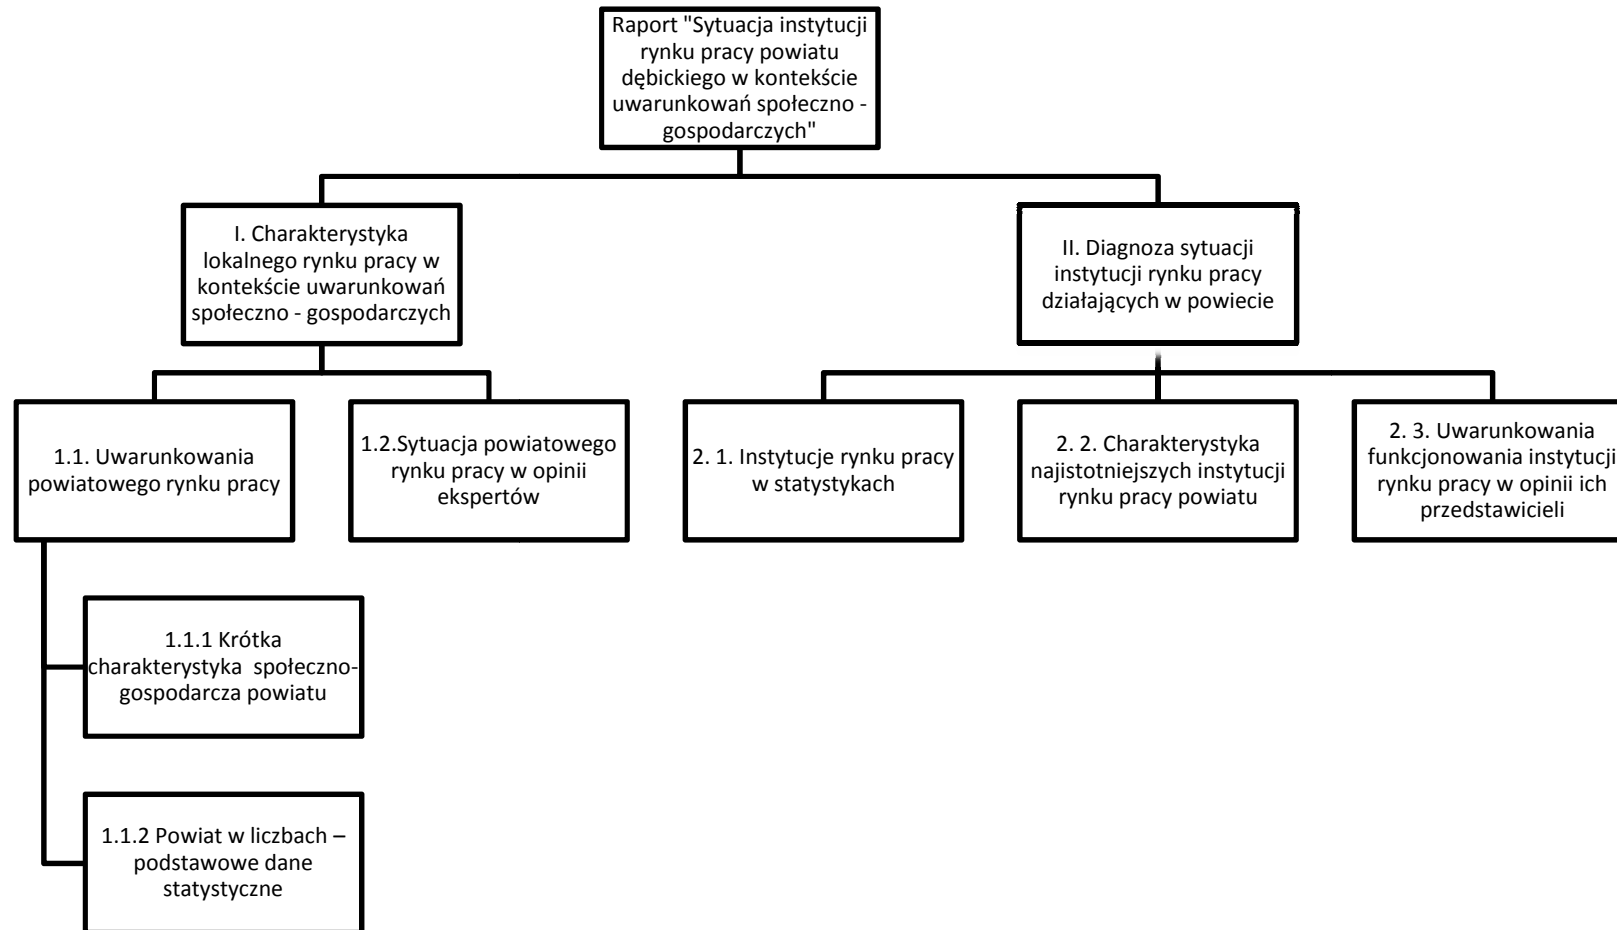 Raport "Sytuacja instytucji
rynku pracy powiatu
dębickiego w kontekście
uwarunkowań społeczno -
gospodarczych"
I. Charakterystyka
lokalnego rynku pracy w
kontekście uwarunkowań
społeczno - gospodarczych
II. Diagnoza sytuacji
instytucji rynku pracy
działających w powiecie
1.1. Uwarunkowania
powiatowego rynku pracy
1.2.Sytuacja powiatowego
rynku pracy w opinii
ekspertów
2. 1. Instytucje rynku pracy
w statystykach
2. 2. Charakterystyka
najistotniejszych instytucji
rynku pracy powiatu
2. 3. Uwarunkowania
funkcjonowania instytucji
rynku pracy w opinii ich
przedstawicieli
1.1.1 Krótka
charakterystyka społeczno-
gospodarcza powiatu
1.1.2 Powiat w liczbach –
podstawowe dane
statystyczne